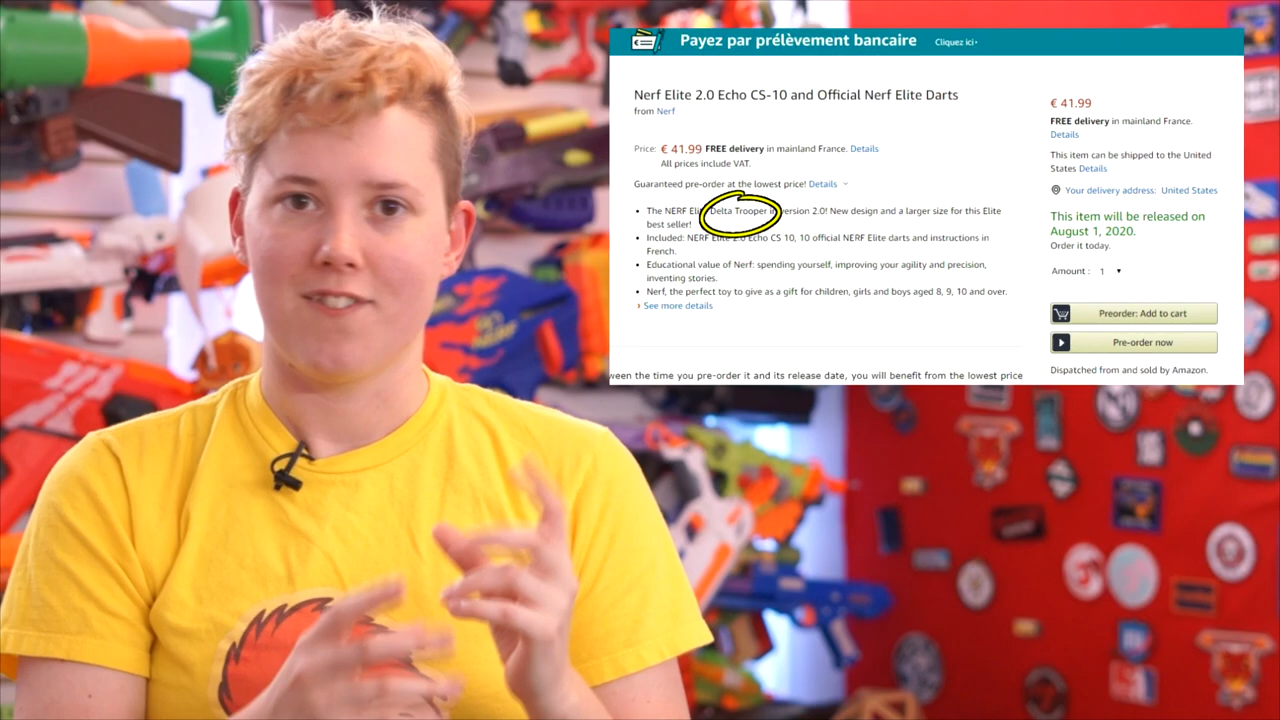 Payez par prélèvement bancaire
Cliquez ici
Nerf Elite 2.0 Echo CS-10 and Official Nerf Elite Darts
from Nerf
Price: € 41.99 FREE delivery in mainland France. Details
All prices include VAT.
Guaranteed pre-order at the lowest price! Details
The NERF Elite Delta Trooper in version 2.0! New design and a larger size for this Elite
best seller!
Included: NERF Elite 2.0 Echo CS 10, 10 official NERF Elite darts and instructions in
French.
Educational value of Nerf: spending yourself, improving your agility and precision,
inventing stories.
Nerf, the perfect toy to give as a gift for children, girls and boys aged 8, 9, 10 and over.
See more details
ween the time you pre-order it and its release date, you will benefit from the lowest price
€ 41.99
FREE delivery in mainland France.
Details
This item can be shipped to the United
States Details
Your delivery address: United States
This item will be released on
August 1, 2020.
Order it today.
Amount : 1
Preorder: Add to cart
Pre-order now
Dispatched from and sold by Amazon.